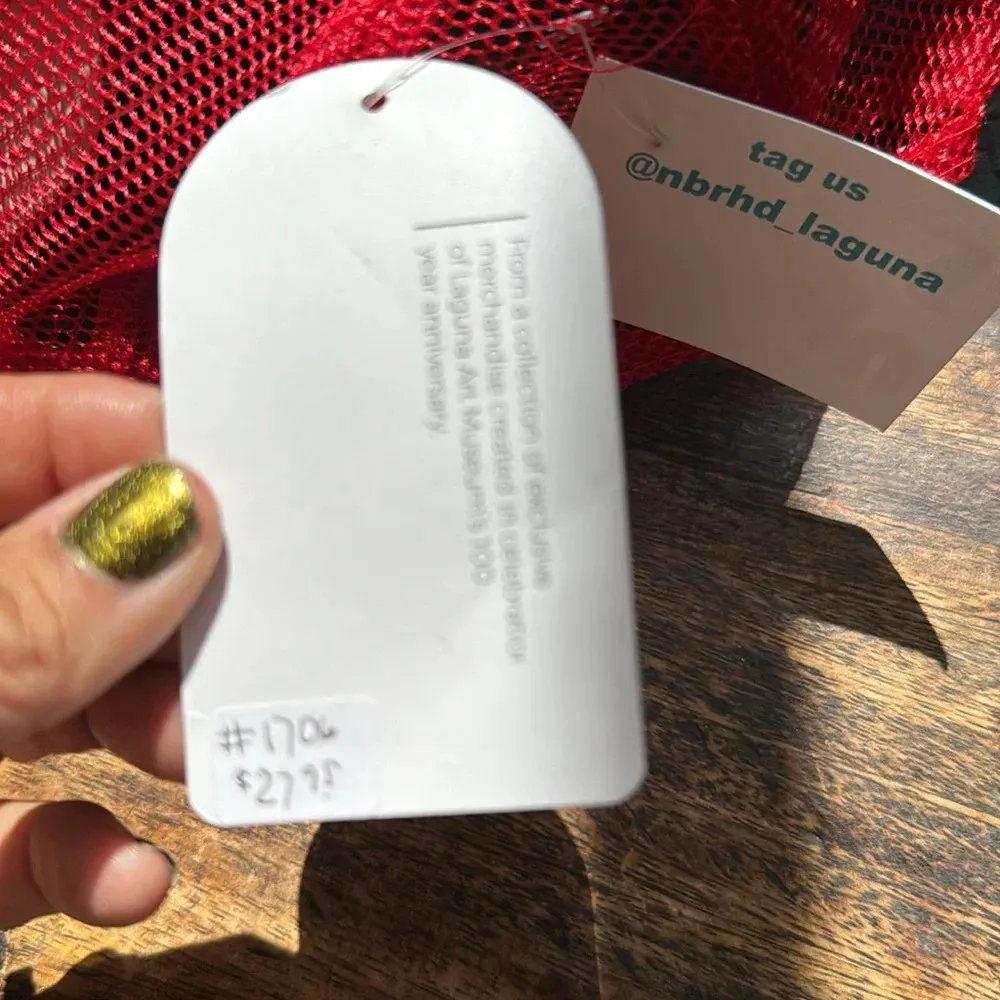 tag us
@nbrhd_laguna
From a collection of exclusive
merchandise created in celebration
of Laguna Art Museum's 100
year anniversary.
#1706
$27.95